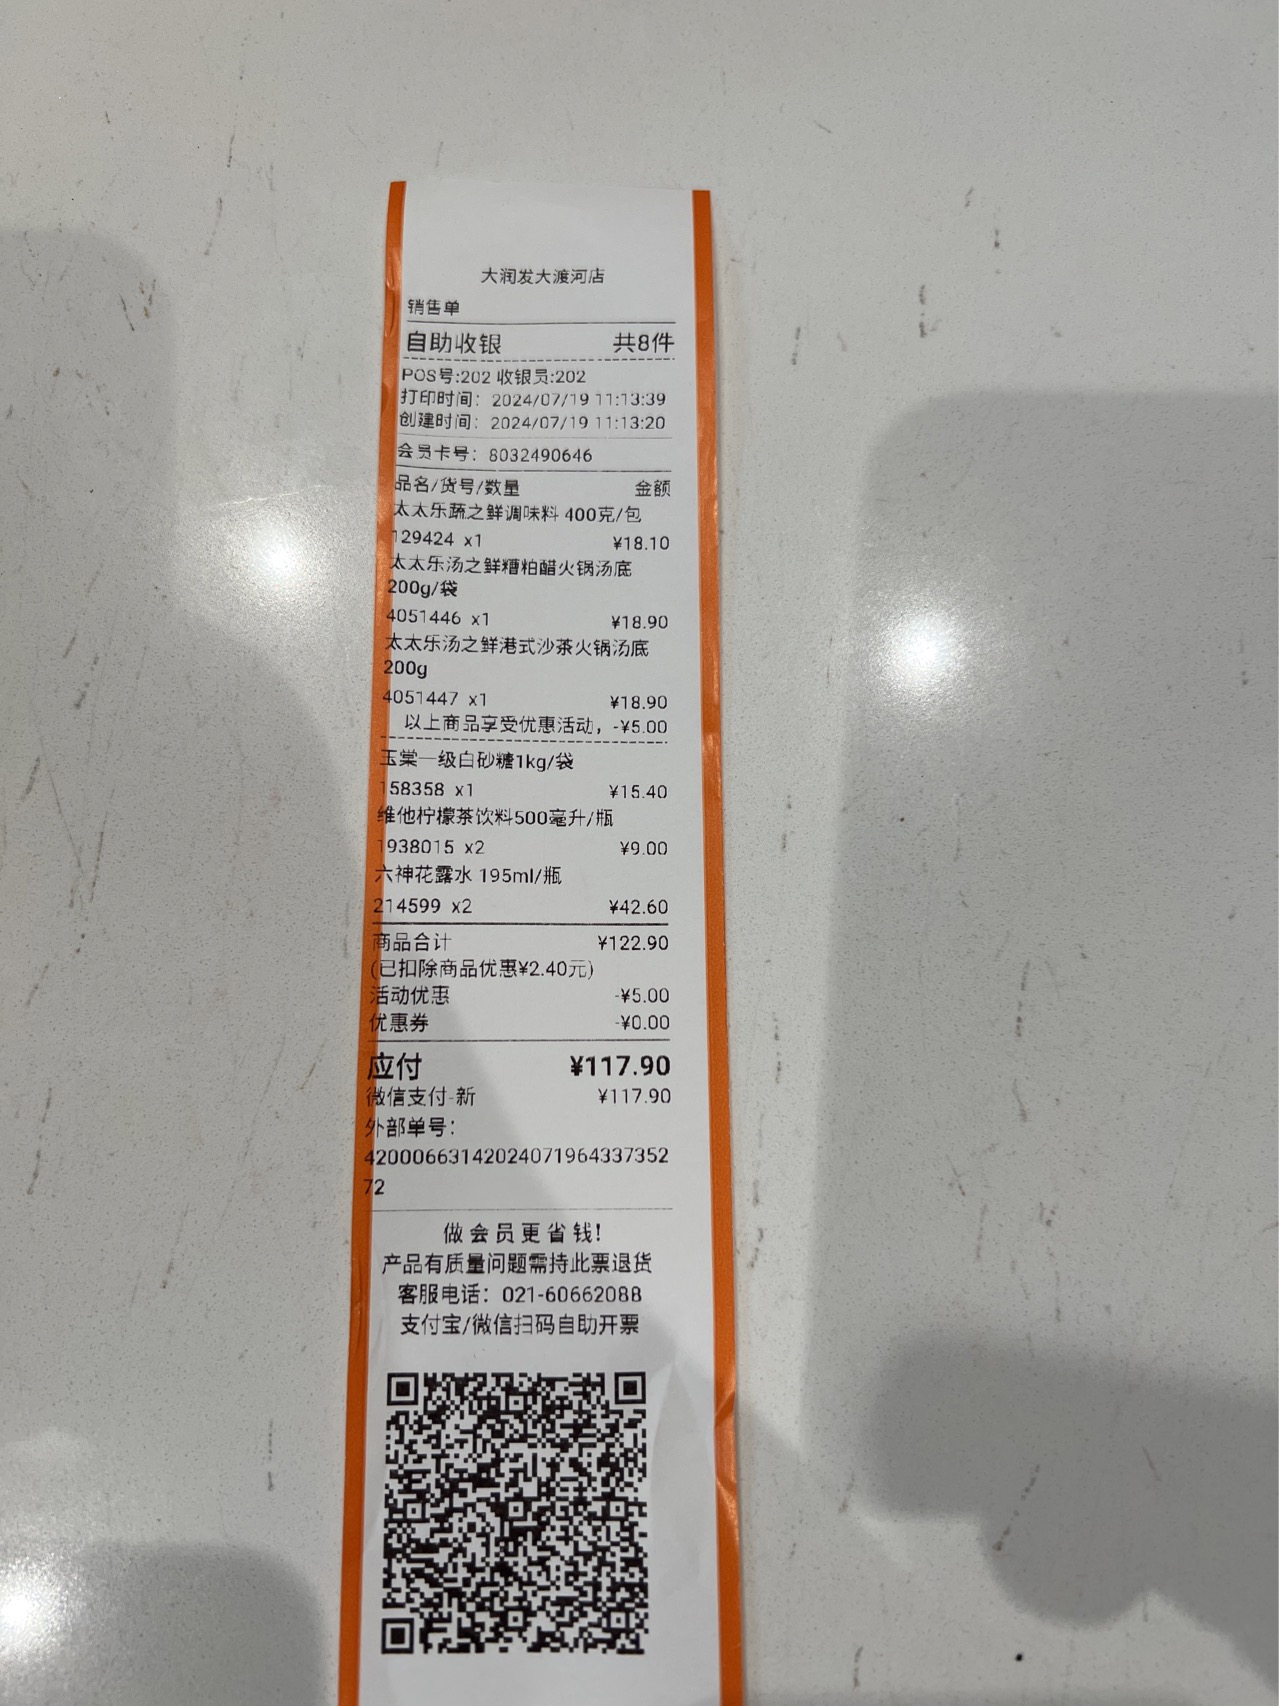 大润发大渡河店
销售单
自助收银 共8件
POS号:202 收银员:202
打印时间：2024/07/19 11:13:39
创建时间：2024/07/19 11:13:20
会员卡号：8032490646
品名/货号/数量 金额
太太乐蔬之鲜调味料 400克/包
129424 x1 ¥18.10
太太乐汤之鲜糟粕醋火锅汤底
200g/袋
4051446 x1 ¥18.90
太太乐汤之鲜港式沙茶火锅汤底
200g
4051447 x1 ¥18.90
以上商品享受优惠活动，-¥5.00
玉棠一级白砂糖1kg/袋
158358 x1 ¥15.40
维他柠檬茶饮料500毫升/瓶
1938015 x2 ¥9.00
六神花露水 195ml/瓶
214599 x2 ¥42.60
商品合计 ¥122.90
(已扣除商品优惠¥2.40元)
活动优惠 -¥5.00
优惠券 -¥0.00
应付 ¥117.90
微信支付-新 ¥117.90
外部单号：
42000663142024071964337352
72
做会员更省钱!
产品有质量问题需持此票退货
客服电话：021-60662088
支付宝/微信扫码自助开票